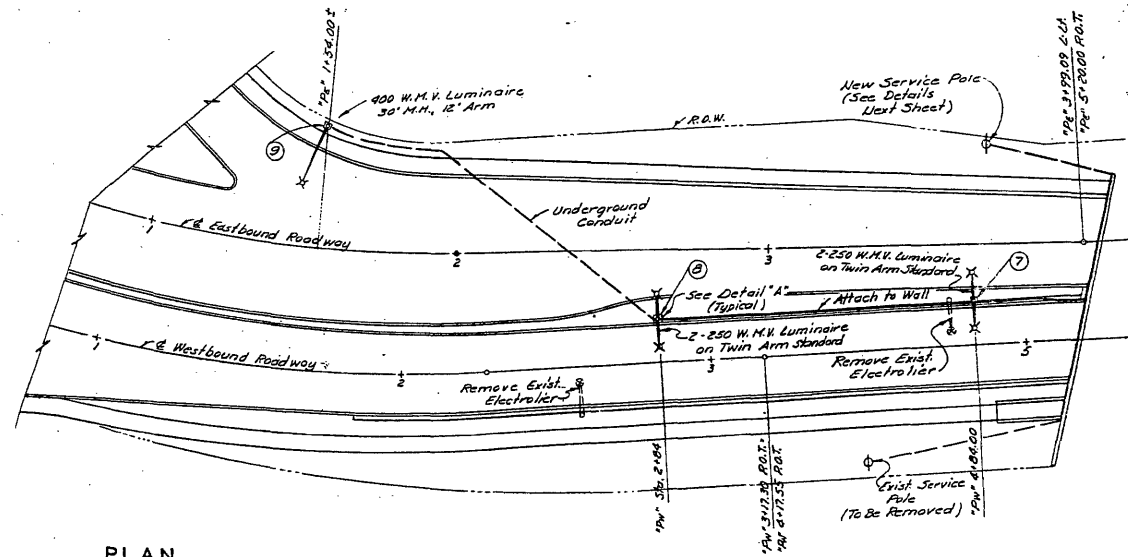 "PE" 1+54.00 ±
400 W.M.V. Luminaire
30' M.H., 12' Arm
New Service Pole
(See Details
Next Sheet)
"PE" 3+99.09 L.Lt.
"PE" 5+20.00 P.O.T.
R.O.W.
9
Underground
Conduit
1
℄ Eastbound Roadway
2
3
2-250 W.M.V. Luminaire
on Twin Arm Standard
7
8
See Detail "A"
(Typical)
Attach to Wall
2-250 W.M.V. Luminaire
on Twin Arm Standard
1
℄ Westbound Roadway
2
3
5
Remove Exist.
Electrolier
Remove Exist.
Electrolier
"PW" Sta. 2+84
"PW" 3+17.30 P.O.T.
4+17.55 P.O.T.
"PW" 4+84.00
Exist. Service
Pole
(To Be Removed)
PLAN